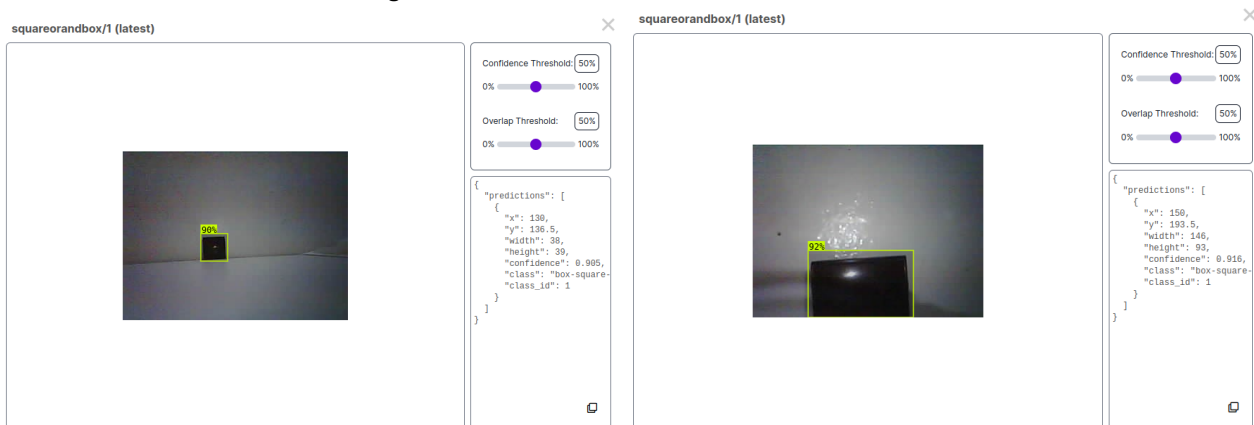 squareorandbox/1 (latest)
Confidence Threshold: 50%
0% 100%
Overlap Threshold: 50%
0% 100%
90%
{
"predictions": [
{
"x": 130,
"y": 136.5,
"width": 38,
"height": 39,
"confidence": 0.905,
"class": "box-square-
"class_id": 1
}
]
}
squareorandbox/1 (latest)
Confidence Threshold: 50%
0% 100%
Overlap Threshold: 50%
0% 100%
92%
{
"predictions": [
{
"x": 150,
"y": 193.5,
"width": 146,
"height": 93,
"confidence": 0.916,
"class": "box-square-
"class_id": 1
}
]
}